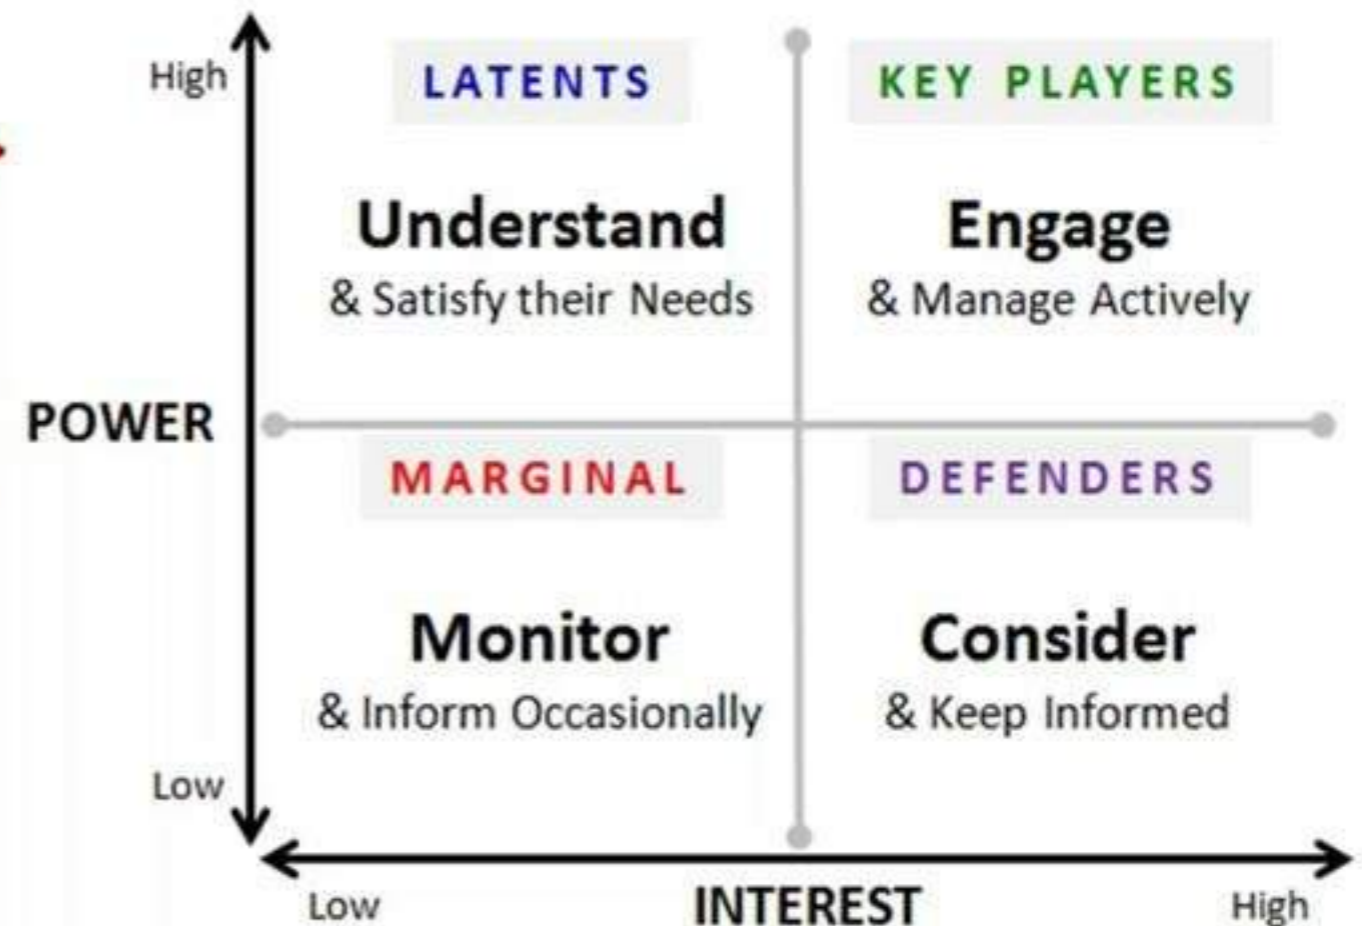 High
LATENTS
KEY PLAYERS
Understand
& Satisfy their Needs
Engage
& Manage Actively
POWER
MARGINAL
DEFENDERS
Monitor
& Inform Occasionally
Consider
& Keep Informed
Low
Low
INTEREST
High